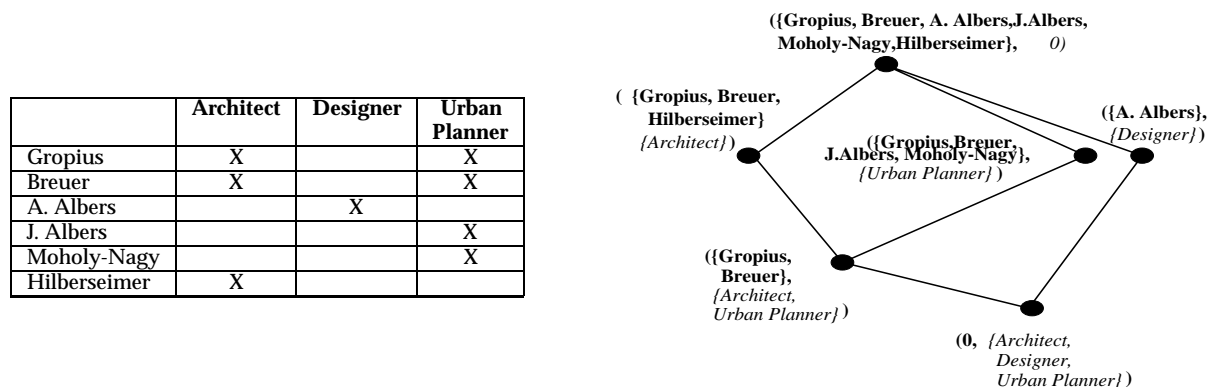 Architect Designer Urban
Planner
Gropius X X
Breuer X X
A. Albers X
J. Albers X
Moholy-Nagy X
Hilberseimer X
({Gropius, Breuer, A. Albers,J.Albers,
Moholy-Nagy,Hilberseimer}, 0)
( {Gropius, Breuer,
Hilberseimer}
{Architect})
({A. Albers},
{Designer})
({Gropius,Breuer,
J.Albers, Moholy-Nagy},
{Urban Planner})
({Gropius,
Breuer},
{Architect,
Urban Planner})
(0, {Architect,
Designer,
Urban Planner})